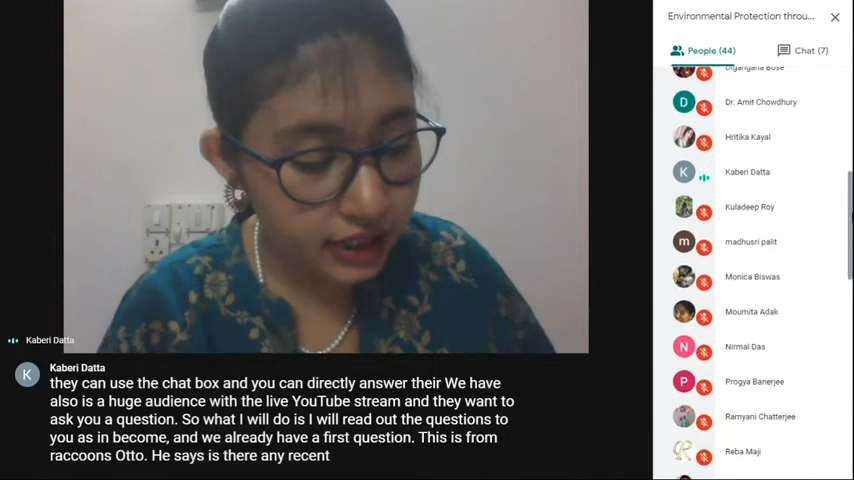 Environmental Protection throu...
People (44)
Chat (7)
Digangana Bose
D
Dr. Amit Chowdhury
Hritika Kayal
K
Kaberi Datta
Kuladeep Roy
m
madhusri palit
Monica Biswas
Moumita Adak
N
Nirmal Das
P
Progya Banerjee
Ramyani Chatterjee
Reba Maji
Kaberi Datta
K
Kaberi Datta
they can use the chat box and you can directly answer their We have
also is a huge audience with the live YouTube stream and they want to
ask you a question. So what I will do is I will read out the questions to
you as in become, and we already have a first question. This is from
raccoons Otto. He says is there any recent